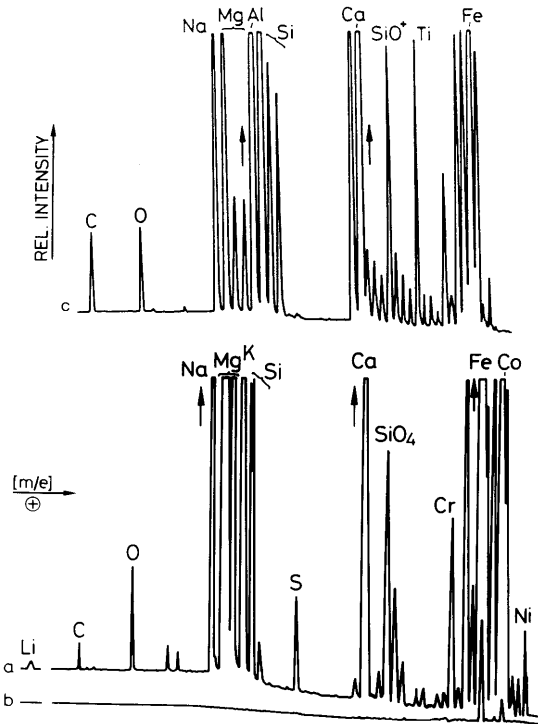 Na Mg Al Si Ca SiO⁺ Ti Fe
REL. INTENSITY
C O
c
Na Mg K Si Ca Fe Co
SiO₄
[m/e]
⊕
Cr
O
S
Ni
Li C
a
b